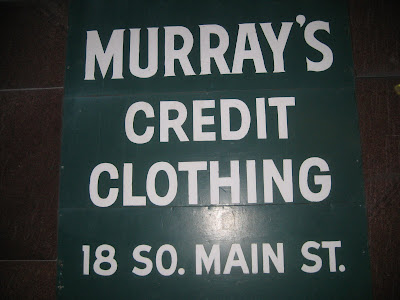 MURRAY'S
CREDIT
CLOTHING
18 SO. MAIN ST.